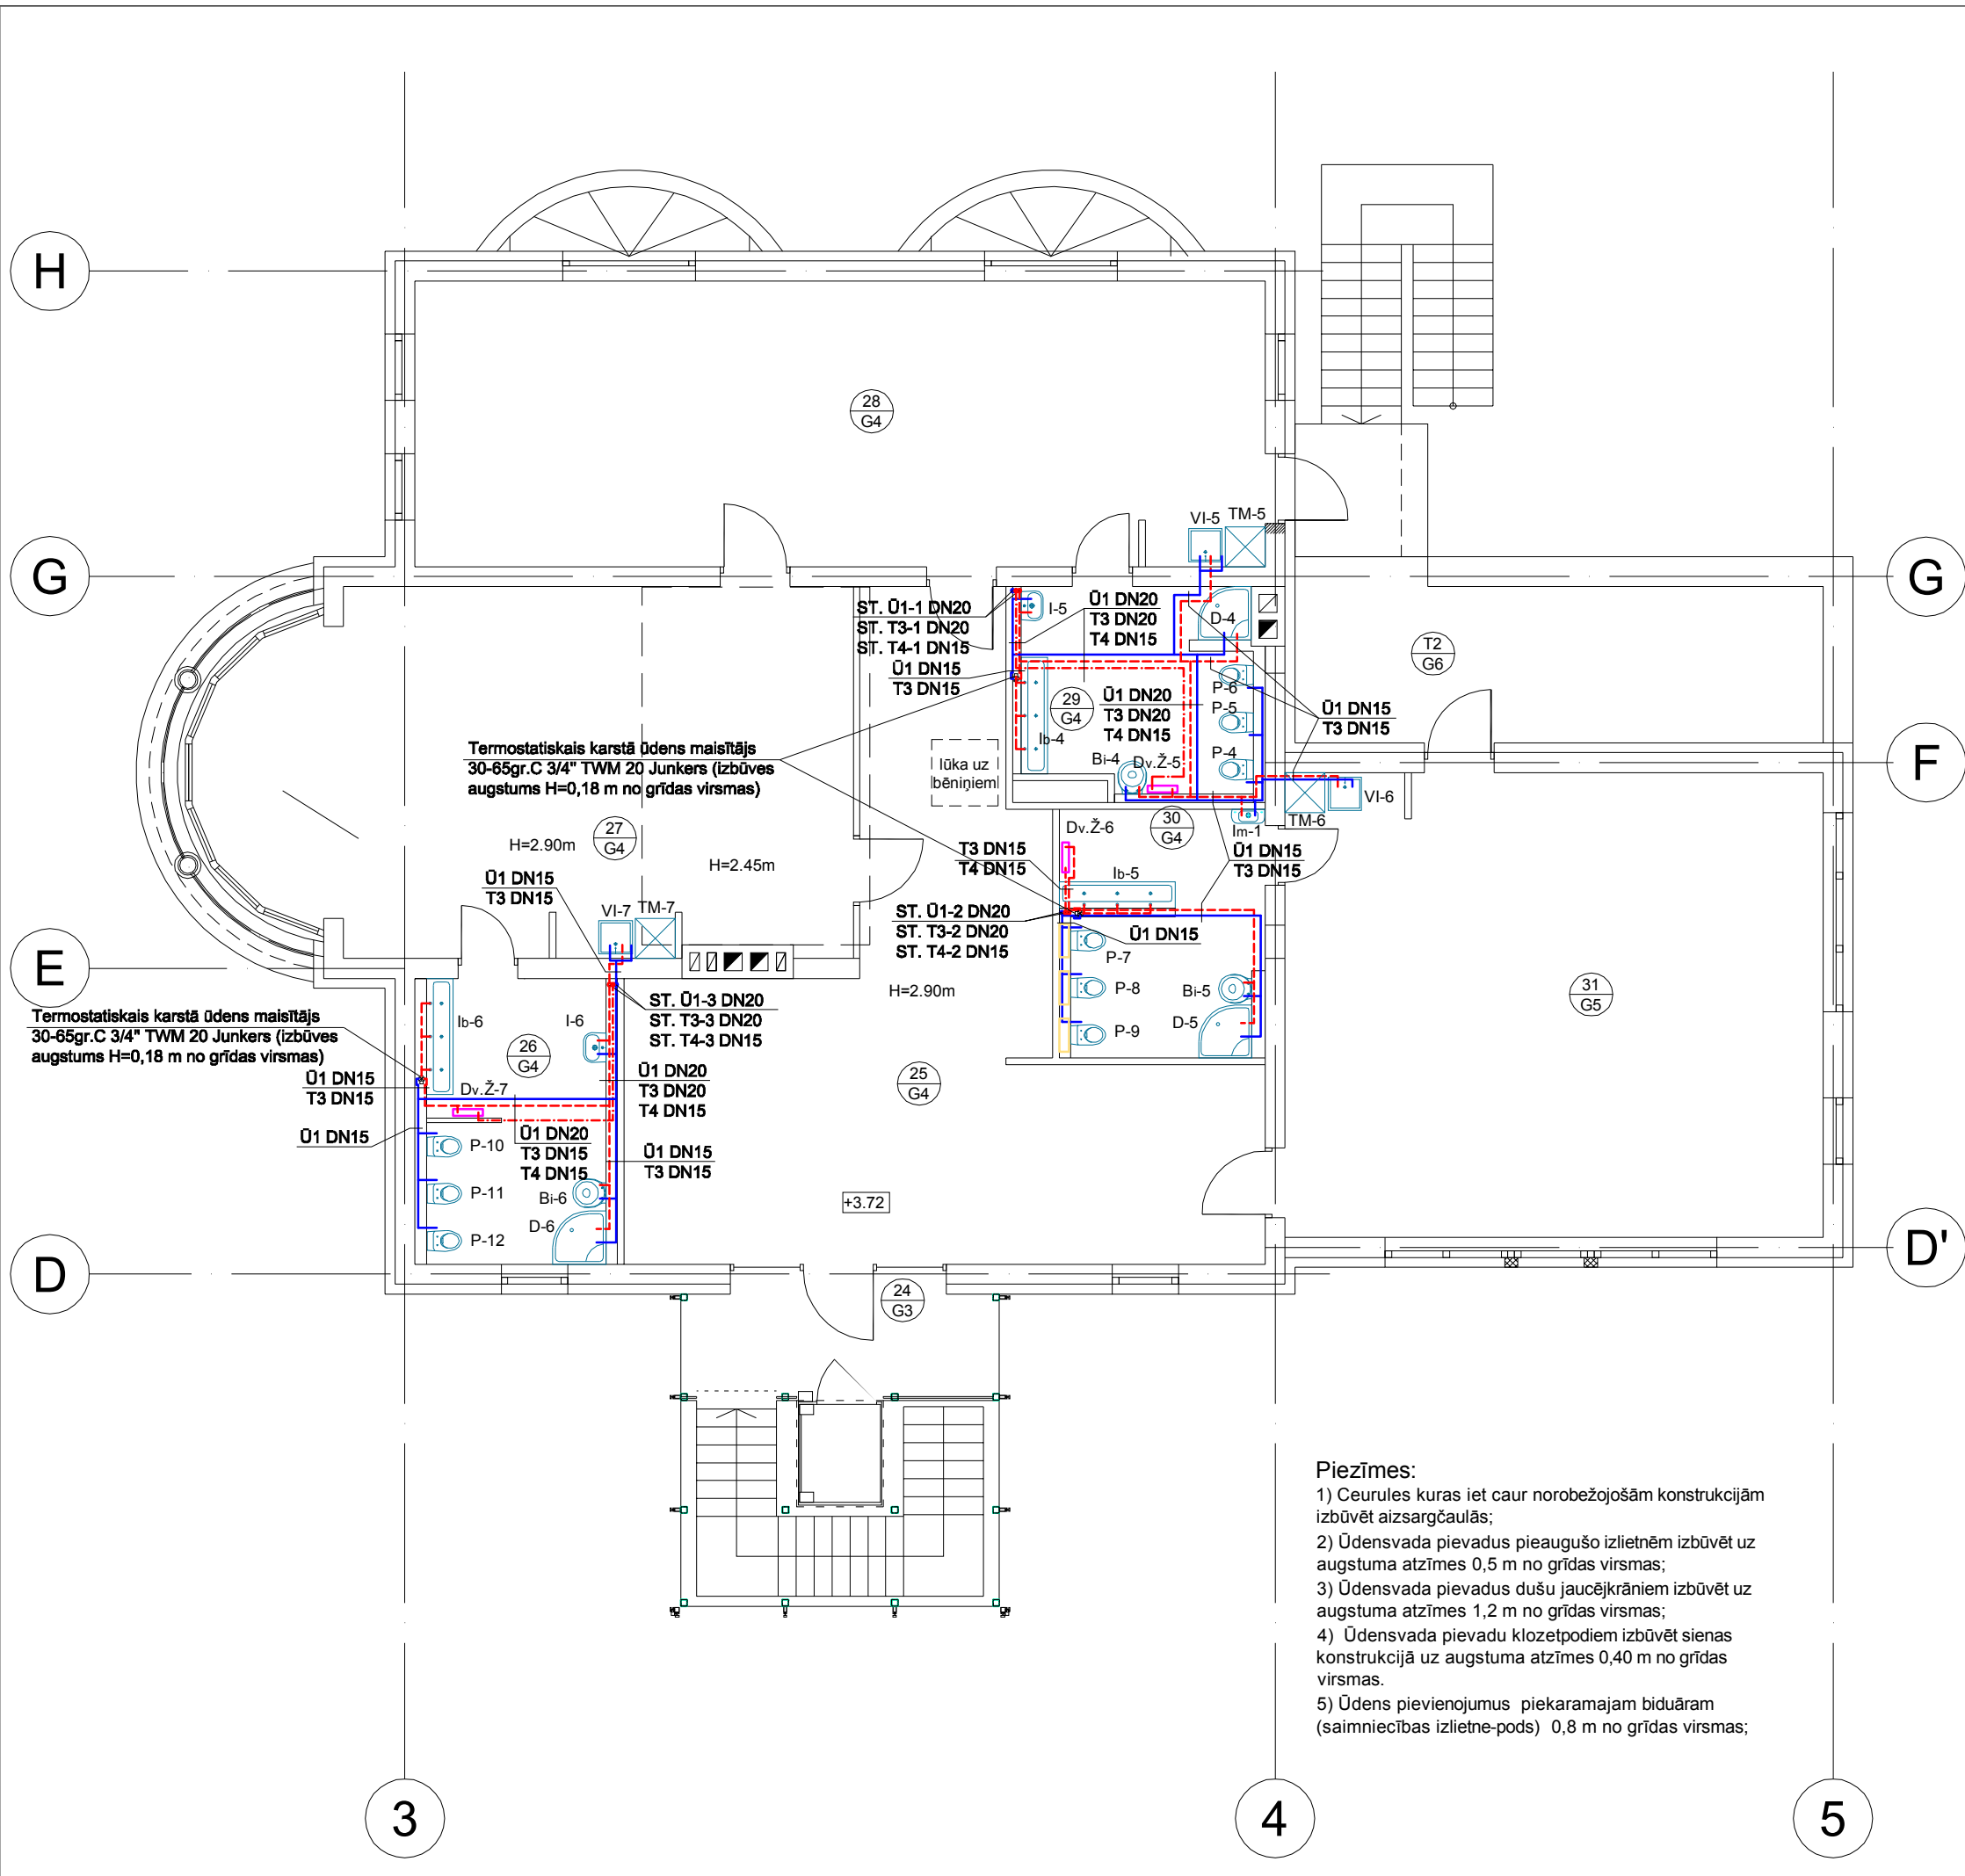 H
28
G4
VI-5
TM-5
G
G
ST. Ū1-1 DN20
ST. T3-1 DN20
ST. T4-1 DN15
I-5
Ū1 DN20
T3 DN20
T4 DN15
D-4
Ū1 DN15
T3 DN15
T2
G6
29
G4
Ū1 DN20
T3 DN20
T4 DN15
P-6
P-5
P-4
Ū1 DN15
T3 DN15
Ib-4
Bi-4
Dv.Ž-5
Termostatiskais karstā ūdens maisītājs
30-65gr.C 3/4" TWM 20 Junkers (izbūves
augstums H=0,18 m no grīdas virsmas)
lūka uz
bēniņiem
F
VI-6
TM-6
Im-1
30
G4
Dv.Ž-6
27
G4
H=2.90m
H=2.45m
T3 DN15
T4 DN15
Ū1 DN15
T3 DN15
Ib-5
Ū1 DN15
T3 DN15
VI-7
TM-7
ST. Ū1-2 DN20
ST. T3-2 DN20
ST. T4-2 DN15
Ū1 DN15
P-7
P-8
P-9
Bi-5
D-5
E
H=2.90m
31
G5
ST. Ū1-3 DN20
ST. T3-3 DN20
ST. T4-3 DN15
Termostatiskais karstā ūdens maisītājs
30-65gr.C 3/4" TWM 20 Junkers (izbūves
augstums H=0,18 m no grīdas virsmas)
Ib-6
I-6
26
G4
25
G4
Ū1 DN15
T3 DN15
Dv.Ž-7
Ū1 DN20
T3 DN20
T4 DN15
Ū1 DN15
P-10
P-11
P-12
Ū1 DN20
T3 DN15
T4 DN15
Ū1 DN15
T3 DN15
Bi-6
D-6
+3.72
D
D'
24
G3
Piezīmes:
1) Ceurules kuras iet caur norobežojošām konstrukcijām
izbūvēt aizsargčaulās;
2) Ūdensvada pievadus pieaugušo izlietnēm izbūvēt uz
augstuma atzīmes 0,5 m no grīdas virsmas;
3) Ūdensvada pievadus dušu jaucējkrāniem izbūvēt uz
augstuma atzīmes 1,2 m no grīdas virsmas;
4) Ūdensvada pievadu klozetpodiem izbūvēt sienas
konstrukcijā uz augstuma atzīmes 0,40 m no grīdas
virsmas.
5) Ūdens pievienojumus piekaramajam biduāram
(saimniecības izlietne-pods) 0,8 m no grīdas virsmas;
3
4
5